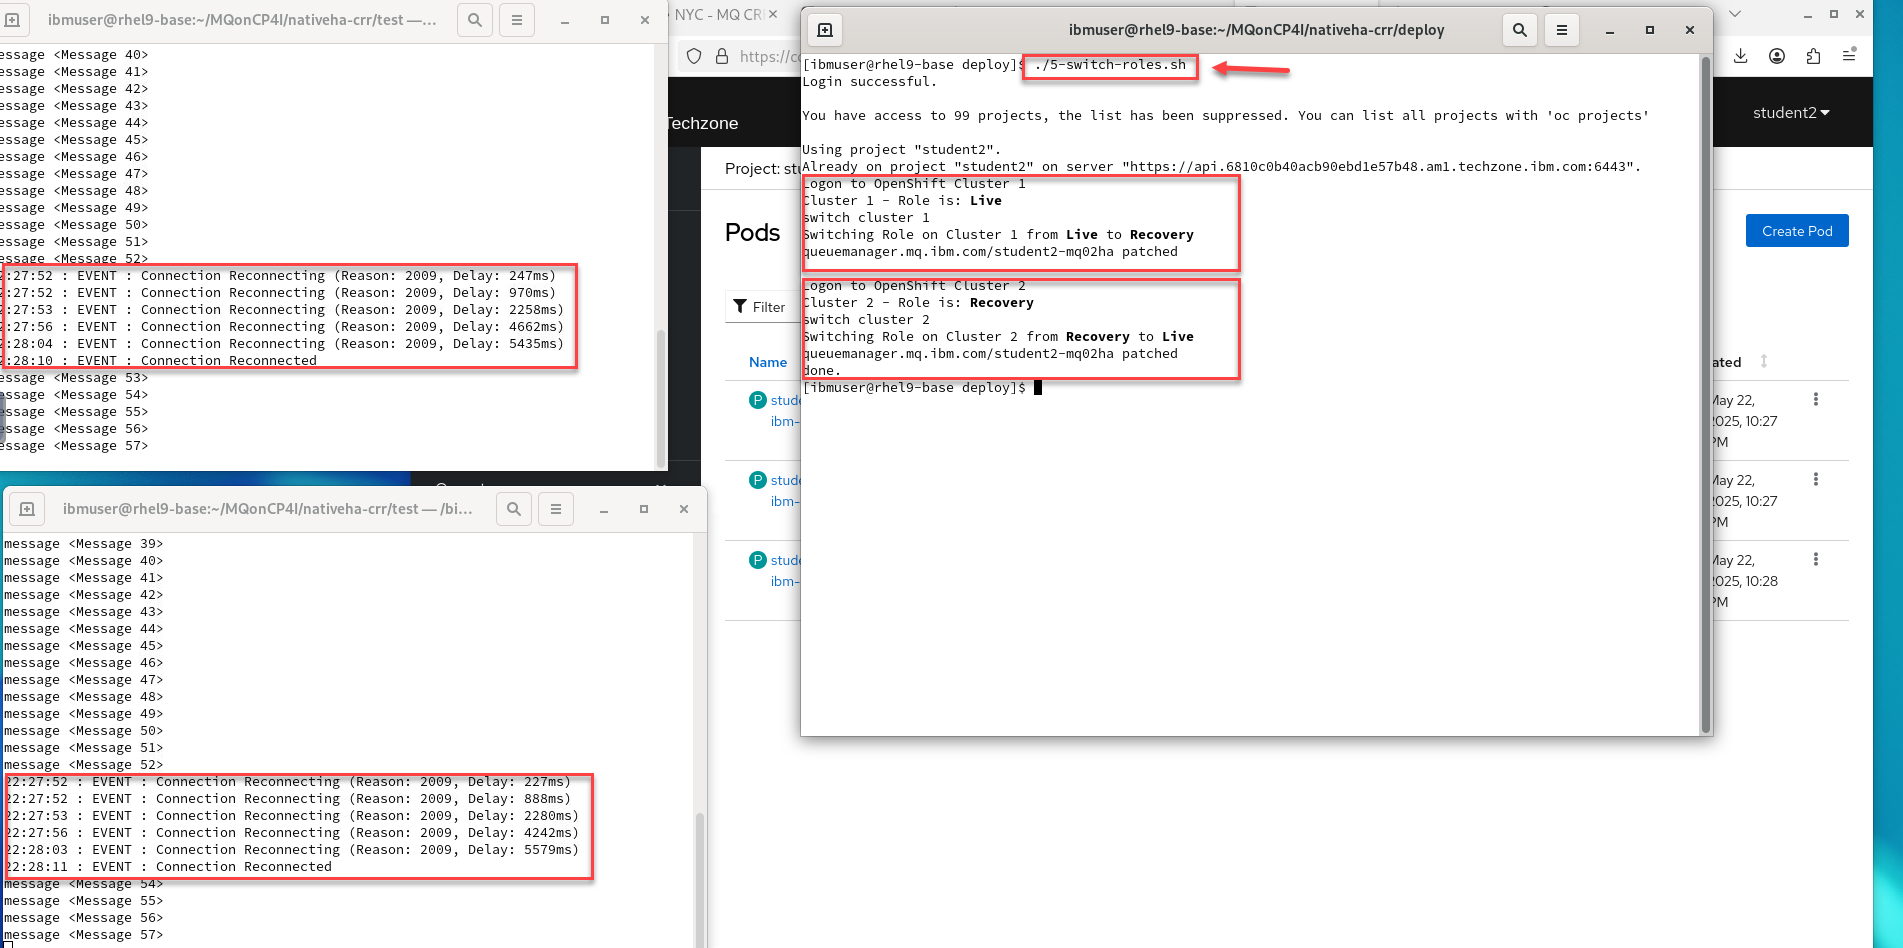 ibmuser@rhel9-base:~/MQonCP4I/nativeha-crr/test —...
essage <Message 40>
essage <Message 41>
essage <Message 42>
essage <Message 43>
essage <Message 44>
essage <Message 45>
essage <Message 46>
essage <Message 47>
essage <Message 48>
essage <Message 49>
essage <Message 50>
essage <Message 51>
essage <Message 52>
:27:52 : EVENT : Connection Reconnecting (Reason: 2009, Delay: 247ms)
:27:52 : EVENT : Connection Reconnecting (Reason: 2009, Delay: 970ms)
:27:53 : EVENT : Connection Reconnecting (Reason: 2009, Delay: 2258ms)
:27:56 : EVENT : Connection Reconnecting (Reason: 2009, Delay: 4662ms)
:28:04 : EVENT : Connection Reconnecting (Reason: 2009, Delay: 5435ms)
:28:10 : EVENT : Connection Reconnected
essage <Message 53>
essage <Message 54>
essage <Message 55>
essage <Message 56>
essage <Message 57>
ibmuser@rhel9-base:~/MQonCP4I/nativeha-crr/test — /bi...
message <Message 39>
message <Message 40>
message <Message 41>
message <Message 42>
message <Message 43>
message <Message 44>
message <Message 45>
message <Message 46>
message <Message 47>
message <Message 48>
message <Message 49>
message <Message 50>
message <Message 51>
message <Message 52>
22:27:52 : EVENT : Connection Reconnecting (Reason: 2009, Delay: 227ms)
22:27:52 : EVENT : Connection Reconnecting (Reason: 2009, Delay: 888ms)
22:27:53 : EVENT : Connection Reconnecting (Reason: 2009, Delay: 2280ms)
22:27:56 : EVENT : Connection Reconnecting (Reason: 2009, Delay: 4242ms)
22:28:03 : EVENT : Connection Reconnecting (Reason: 2009, Delay: 5579ms)
22:28:11 : EVENT : Connection Reconnected
message <Message 54>
message <Message 55>
message <Message 56>
message <Message 57>
NYC - MQ CR
https://c
Techzone
student2
Project: st
Pods
Create Pod
Filter
Name
ated
P stude
ibm-
May 22,
2025, 10:27
PM
P stude
ibm-
May 22,
2025, 10:27
PM
P stude
ibm-
May 22,
2025, 10:28
PM
ibmuser@rhel9-base:~/MQonCP4I/nativeha-crr/deploy
[ibmuser@rhel9-base deploy]$ ./5-switch-roles.sh
Login successful.
You have access to 99 projects, the list has been suppressed. You can list all projects with 'oc projects'
Using project "student2".
Already on project "student2" on server "https://api.6810c0b40acb90ebd1e57b48.am1.techzone.ibm.com:6443".
Logon to OpenShift Cluster 1
Cluster 1 - Role is: Live
switch cluster 1
Switching Role on Cluster 1 from Live to Recovery
queuemanager.mq.ibm.com/student2-mq02ha patched
Logon to OpenShift Cluster 2
Cluster 2 - Role is: Recovery
switch cluster 2
Switching Role on Cluster 2 from Recovery to Live
queuemanager.mq.ibm.com/student2-mq02ha patched
done.
[ibmuser@rhel9-base deploy]$